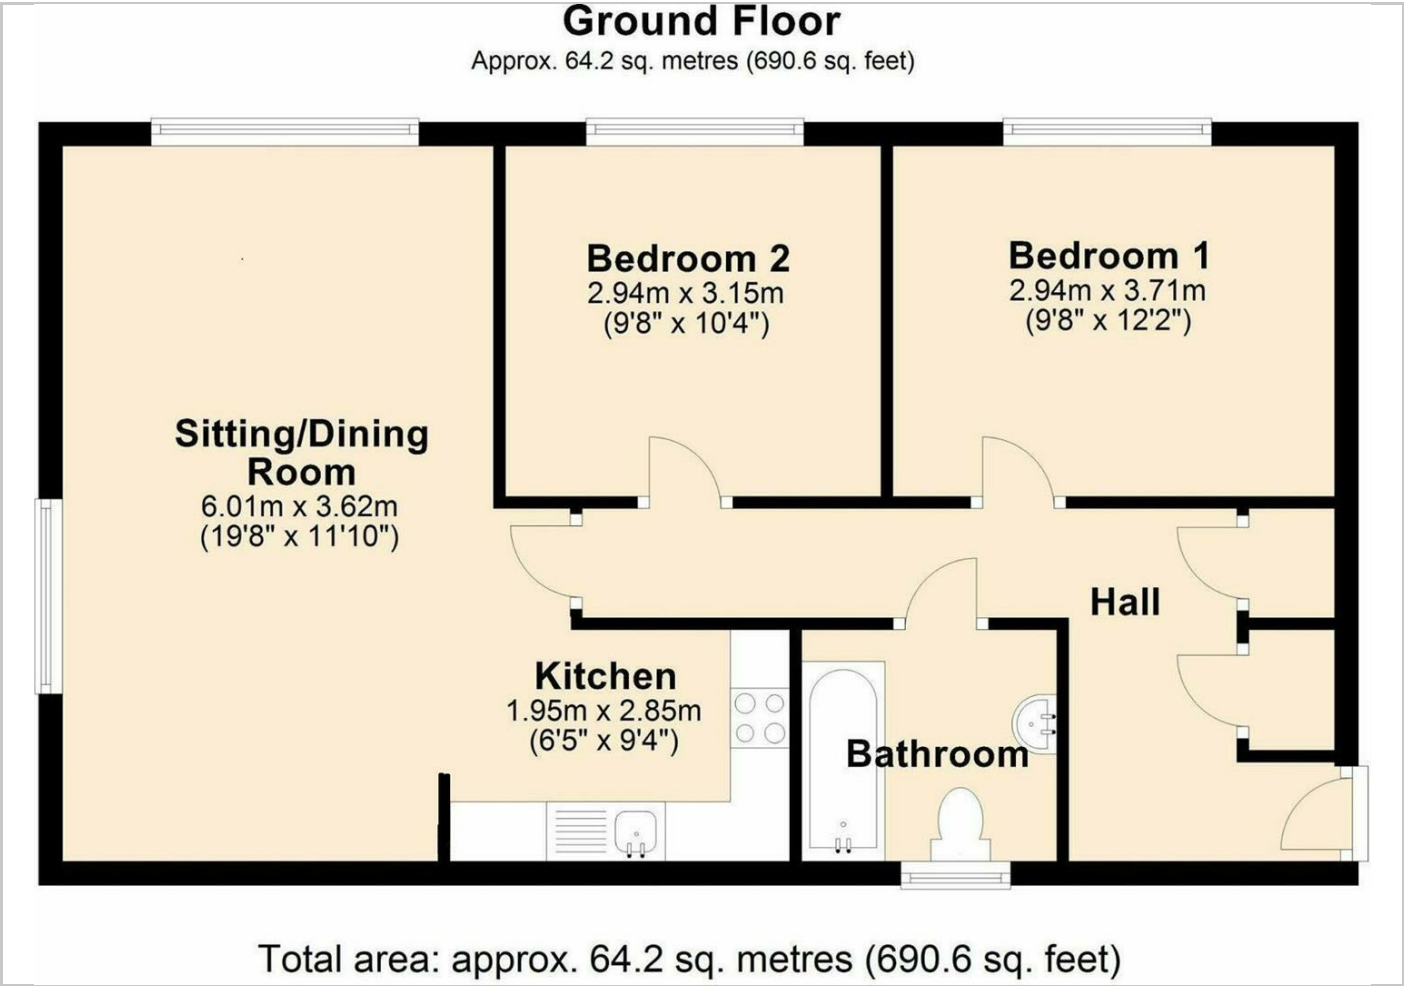 Ground Floor
Approx. 64.2 sq. metres (690.6 sq. feet)
Bedroom 2
2.94m x 3.15m
(9'8" x 10'4")
Bedroom 1
2.94m x 3.71m
(9'8" x 12'2")
Sitting/Dining
Room
6.01m x 3.62m
(19'8" x 11'10")
Hall
Kitchen
1.95m x 2.85m
(6'5" x 9'4")
Bathroom
Total area: approx. 64.2 sq. metres (690.6 sq. feet)